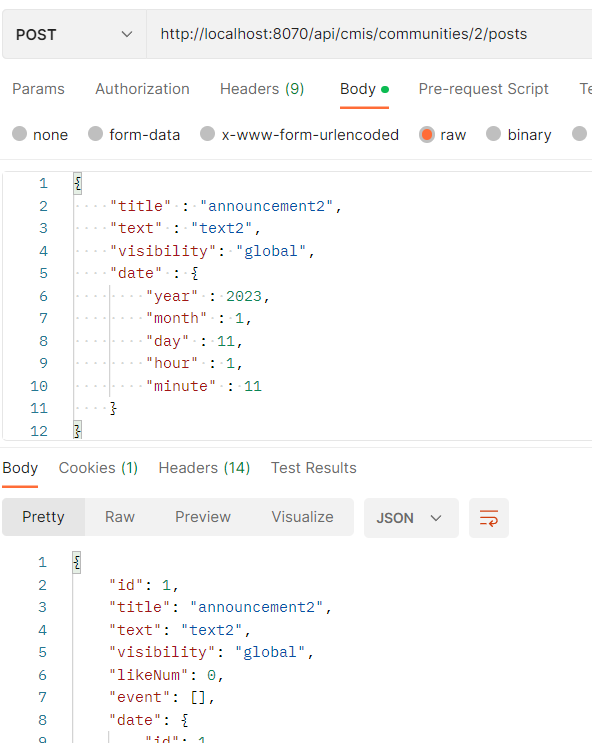 POST http://localhost:8070/api/cmis/communities/2/posts
Params Authorization Headers (9) Body Pre-request Script Te
none form-data x-www-form-urlencoded raw binary
1 {
2 "title" : "announcement2",
3 "text" : "text2",
4 "visibility": "global",
5 "date" : {
6 "year" : 2023,
7 "month" : 1,
8 "day" : 11,
9 "hour" : 1,
10 "minute" : 11
11 }
12 }
Body Cookies (1) Headers (14) Test Results
Pretty Raw Preview Visualize JSON
1 {
2 "id": 1,
3 "title": "announcement2",
4 "text": "text2",
5 "visibility": "global",
6 "likeNum": 0,
7 "event": [],
8 "date": {
9 "id": 1